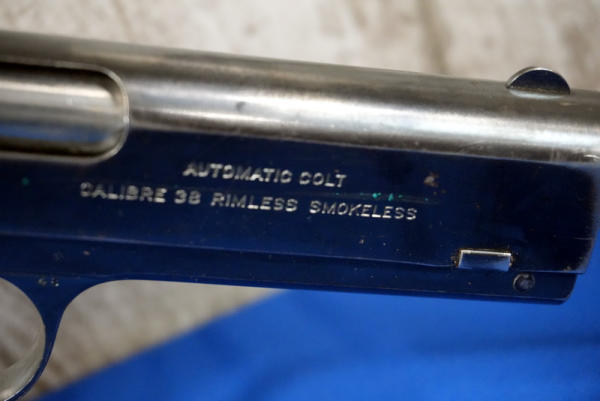 AUTOMATIC COLT
CALIBRE 38 RIMLESS SMOKELESS